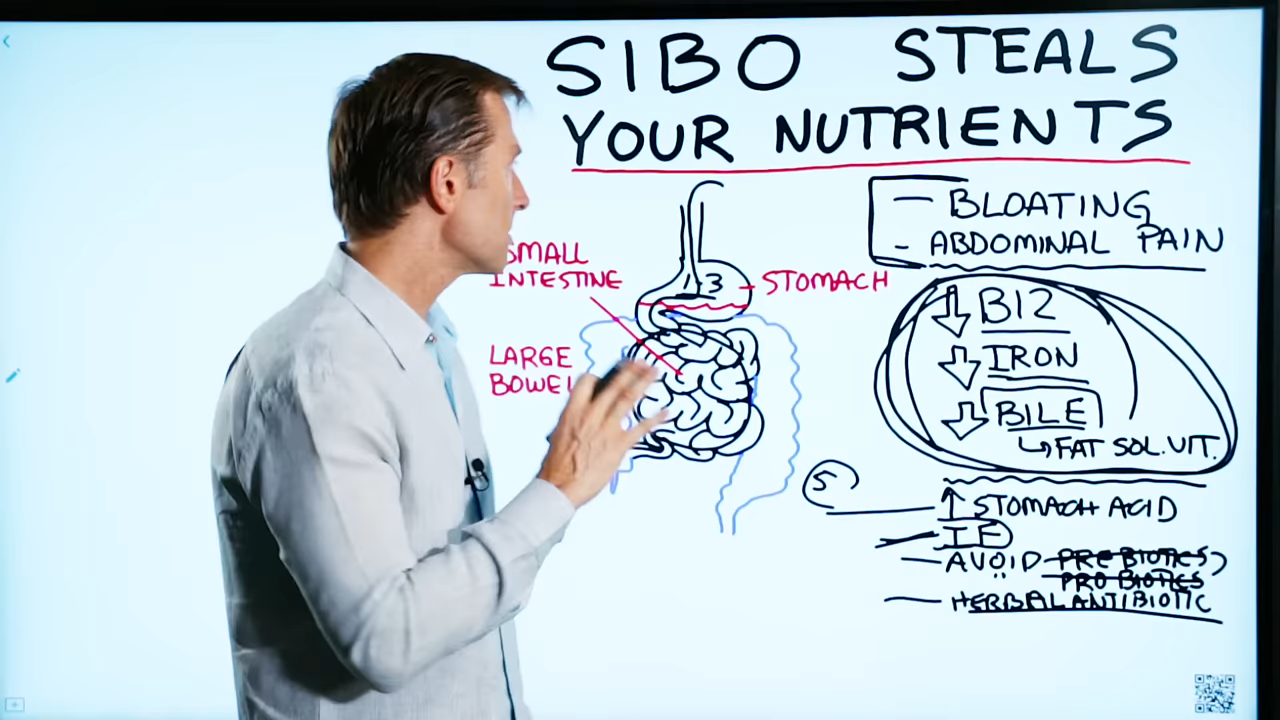 SIBO STEALS
YOUR NUTRIENTS
SMALL
INTESTINE
STOMACH
3
LARGE
BOWEL
- BLOATING
- ABDOMINAL PAIN
↓ B12
↓ IRON
↓ BILE
↳ FAT SOL. VIT.
5
↑ STOMACH ACID
- IF
- AVOID PREBIOTICS
PROBIOTICS
- HERBAL ANTIBIOTIC